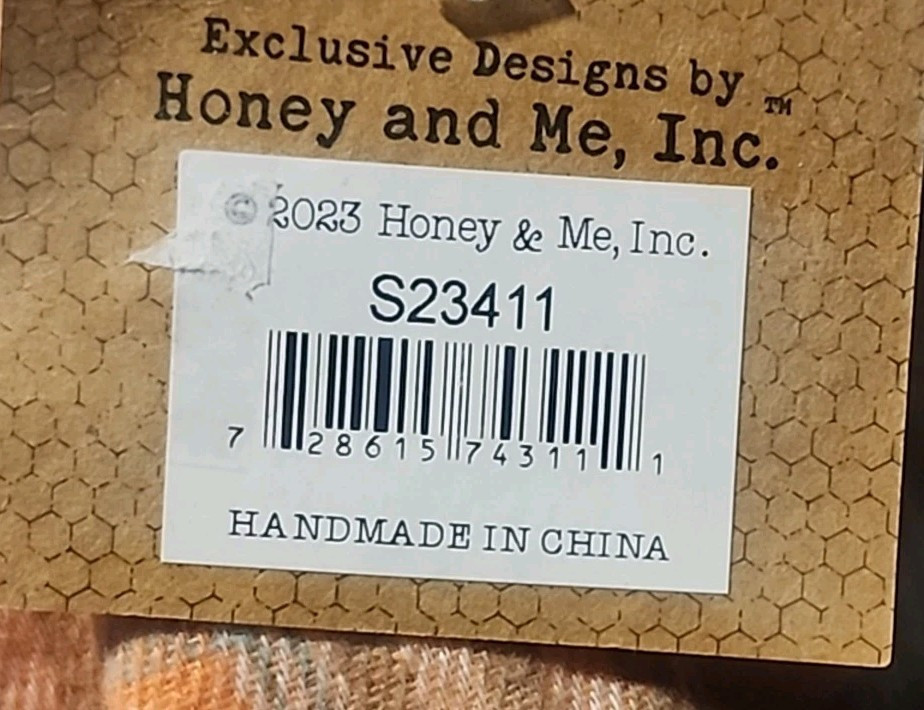 Exclusive Designs by
Honey and Me, Inc.™
© 2023 Honey & Me, Inc.
S23411
7 28615 74311 1
HANDMADE IN CHINA